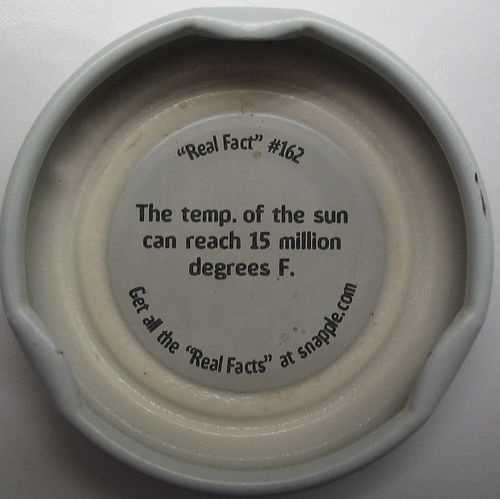 "Real Fact" #162
The temp. of the sun
can reach 15 million
degrees F.
Get all the "Real Facts" at snapple.com